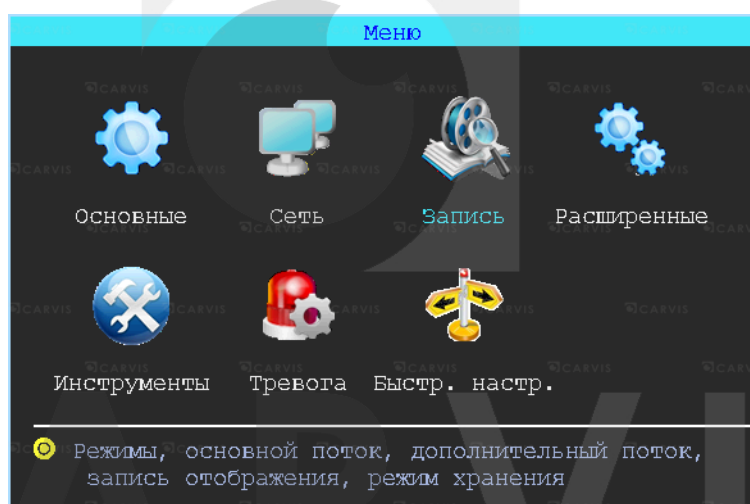 Меню
Основные Сеть Запись Расширенные
Инструменты Тревога Быстр. настр.
Режимы, основной поток, дополнительный поток,
запись отображения, режим хранения